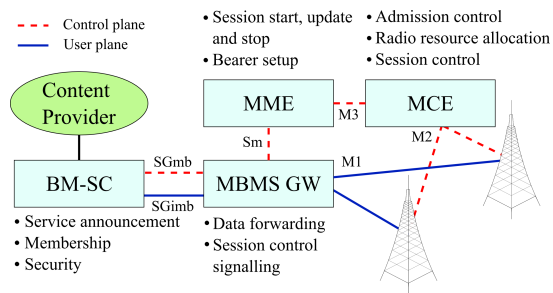 Control plane
User plane
• Session start, update
and stop
• Bearer setup
• Admission control
• Radio resource allocation
• Session control
Content
Provider
MME
M3
MCE
Sm
M2
M1
BM-SC
SGmb
SGimb
MBMS GW
• Service announcement
• Membership
• Security
• Data forwarding
• Session control
signalling